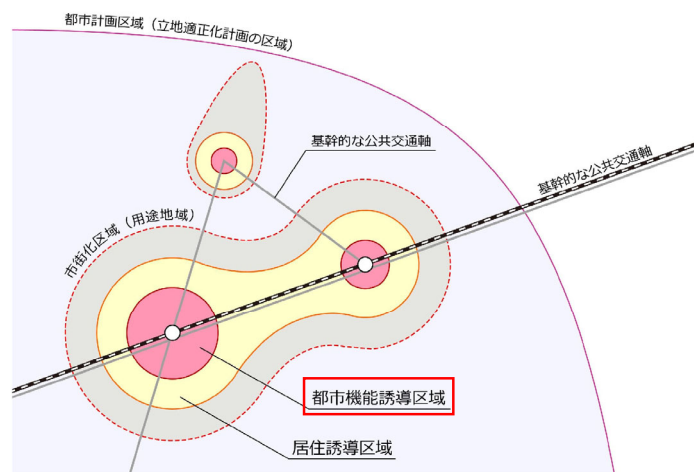 都市計画区域（立地適正化計画の区域）
基幹的な公共交通軸
基幹的な公共交通軸
市街化区域（用途地域）
都市機能誘導区域
居住誘導区域